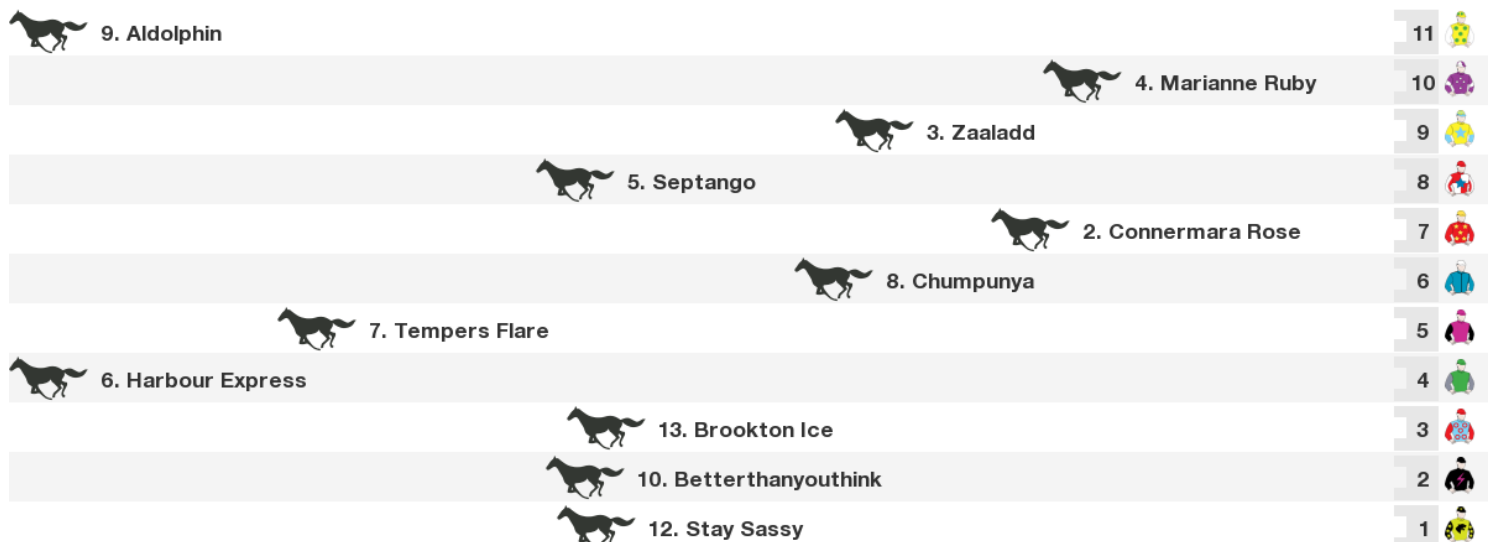 9. Aldolphin 11
4. Marianne Ruby 10
3. Zaaladd 9
5. Septango 8
2. Connermara Rose 7
8. Chumpunya 6
7. Tempers Flare 5
6. Harbour Express 4
13. Brookton Ice 3
10. Betterthanyouthink 2
12. Stay Sassy 1